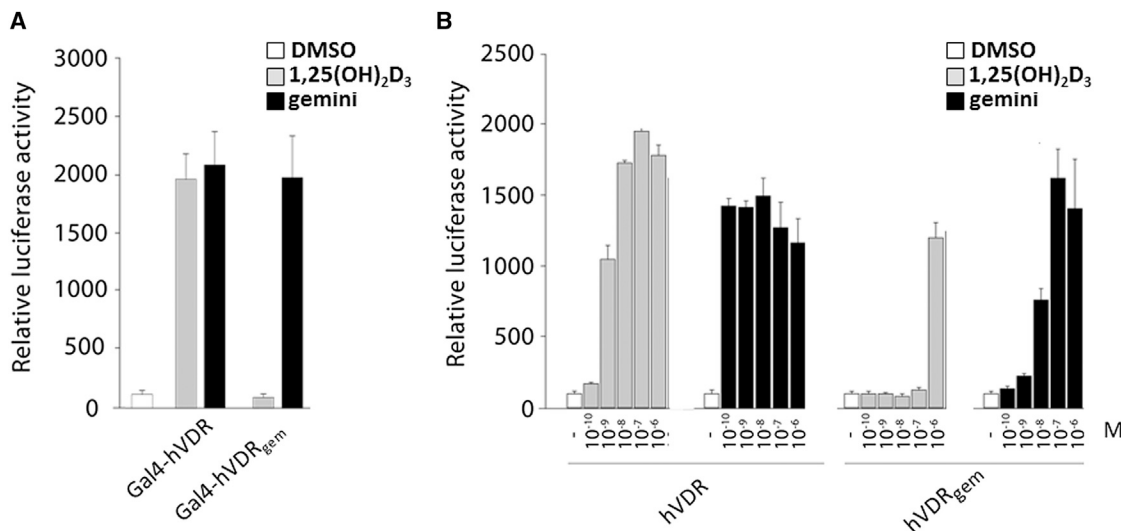 A
DMSO
1,25(OH)₂D₃
gemini
Relative luciferase activity
3000
2500
2000
1500
1000
500
0
Gal4-hVDR
Gal4-hVDRgem
B
DMSO
1,25(OH)₂D₃
gemini
Relative luciferase activity
2500
2000
1500
1000
500
0
- 10⁻¹⁰ 10⁻⁹ 10⁻⁸ 10⁻⁷ 10⁻⁶ - 10⁻¹⁰ 10⁻⁹ 10⁻⁸ 10⁻⁷ 10⁻⁶ - 10⁻¹⁰ 10⁻⁹ 10⁻⁸ 10⁻⁷ 10⁻⁶ - 10⁻¹⁰ 10⁻⁹ 10⁻⁸ 10⁻⁷ 10⁻⁶ M
hVDR
hVDRgem